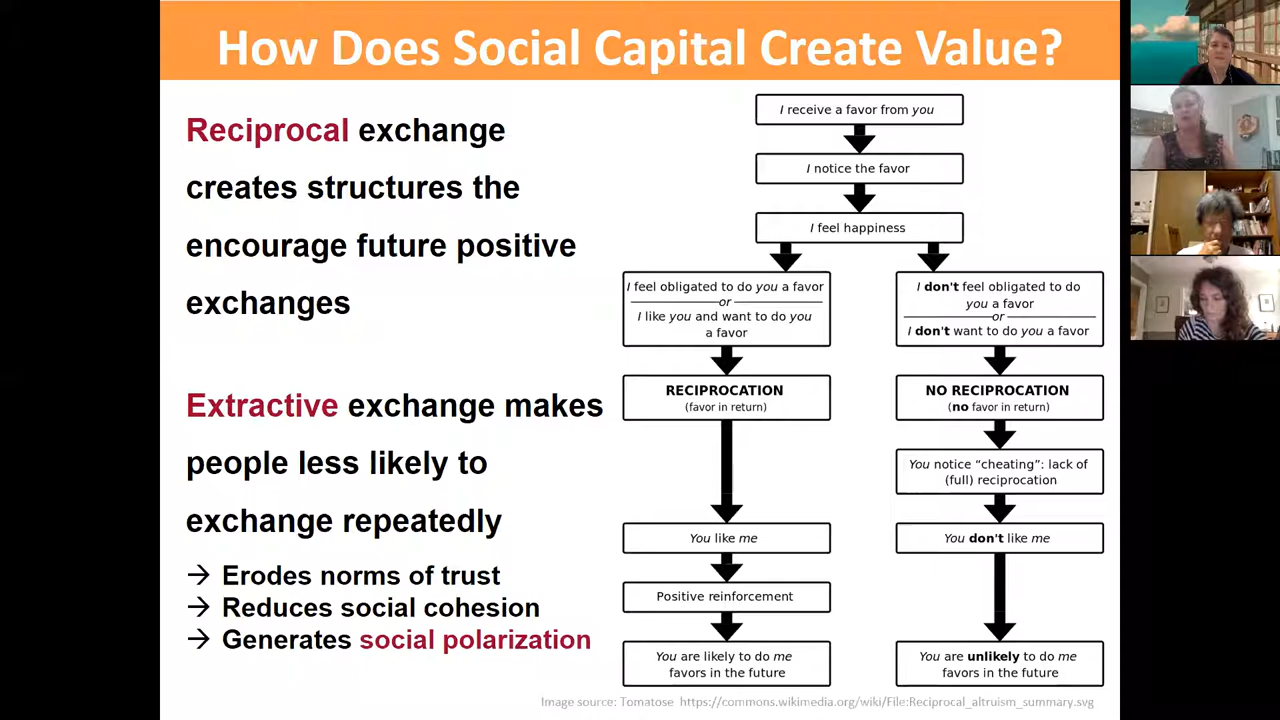 How Does Social Capital Create Value?
Reciprocal exchange
creates structures the
encourage future positive
exchanges
Extractive exchange makes
people less likely to
exchange repeatedly
→ Erodes norms of trust
→ Reduces social cohesion
→ Generates social polarization
I receive a favor from you
I notice the favor
I feel happiness
I feel obligated to do you a favor
or
I like you and want to do you
a favor
RECIPROCATION
(favor in return)
You like me
Positive reinforcement
You are likely to do me
favors in the future
I don't feel obligated to do
you a favor
or
I don't want to do you a favor
NO RECIPROCATION
(no favor in return)
You notice “cheating”: lack of
(full) reciprocation
You don't like me
You are unlikely to do me
favors in the future
Image source: Tomatose https://commons.wikimedia.org/wiki/File:Reciprocal_altruism_summary.svg